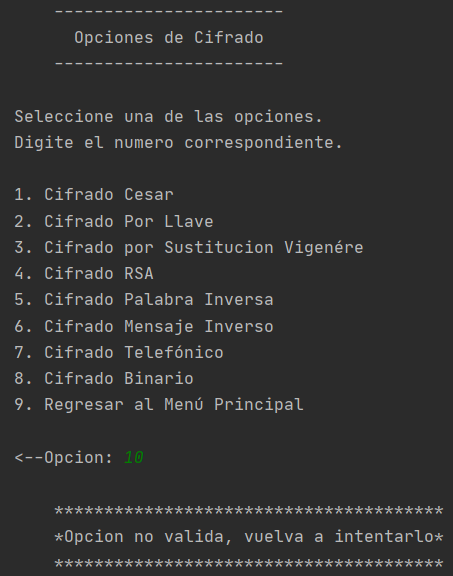 -----------------------
Opciones de Cifrado
-----------------------
Seleccione una de las opciones.
Digite el numero correspondiente.
1. Cifrado Cesar
2. Cifrado Por Llave
3. Cifrado por Sustitucion Vigenére
4. Cifrado RSA
5. Cifrado Palabra Inversa
6. Cifrado Mensaje Inverso
7. Cifrado Telefónico
8. Cifrado Binario
9. Regresar al Menú Principal
<--Opcion: 10
***************************************
*Opcion no valida, vuelva a intentarlo*
***************************************